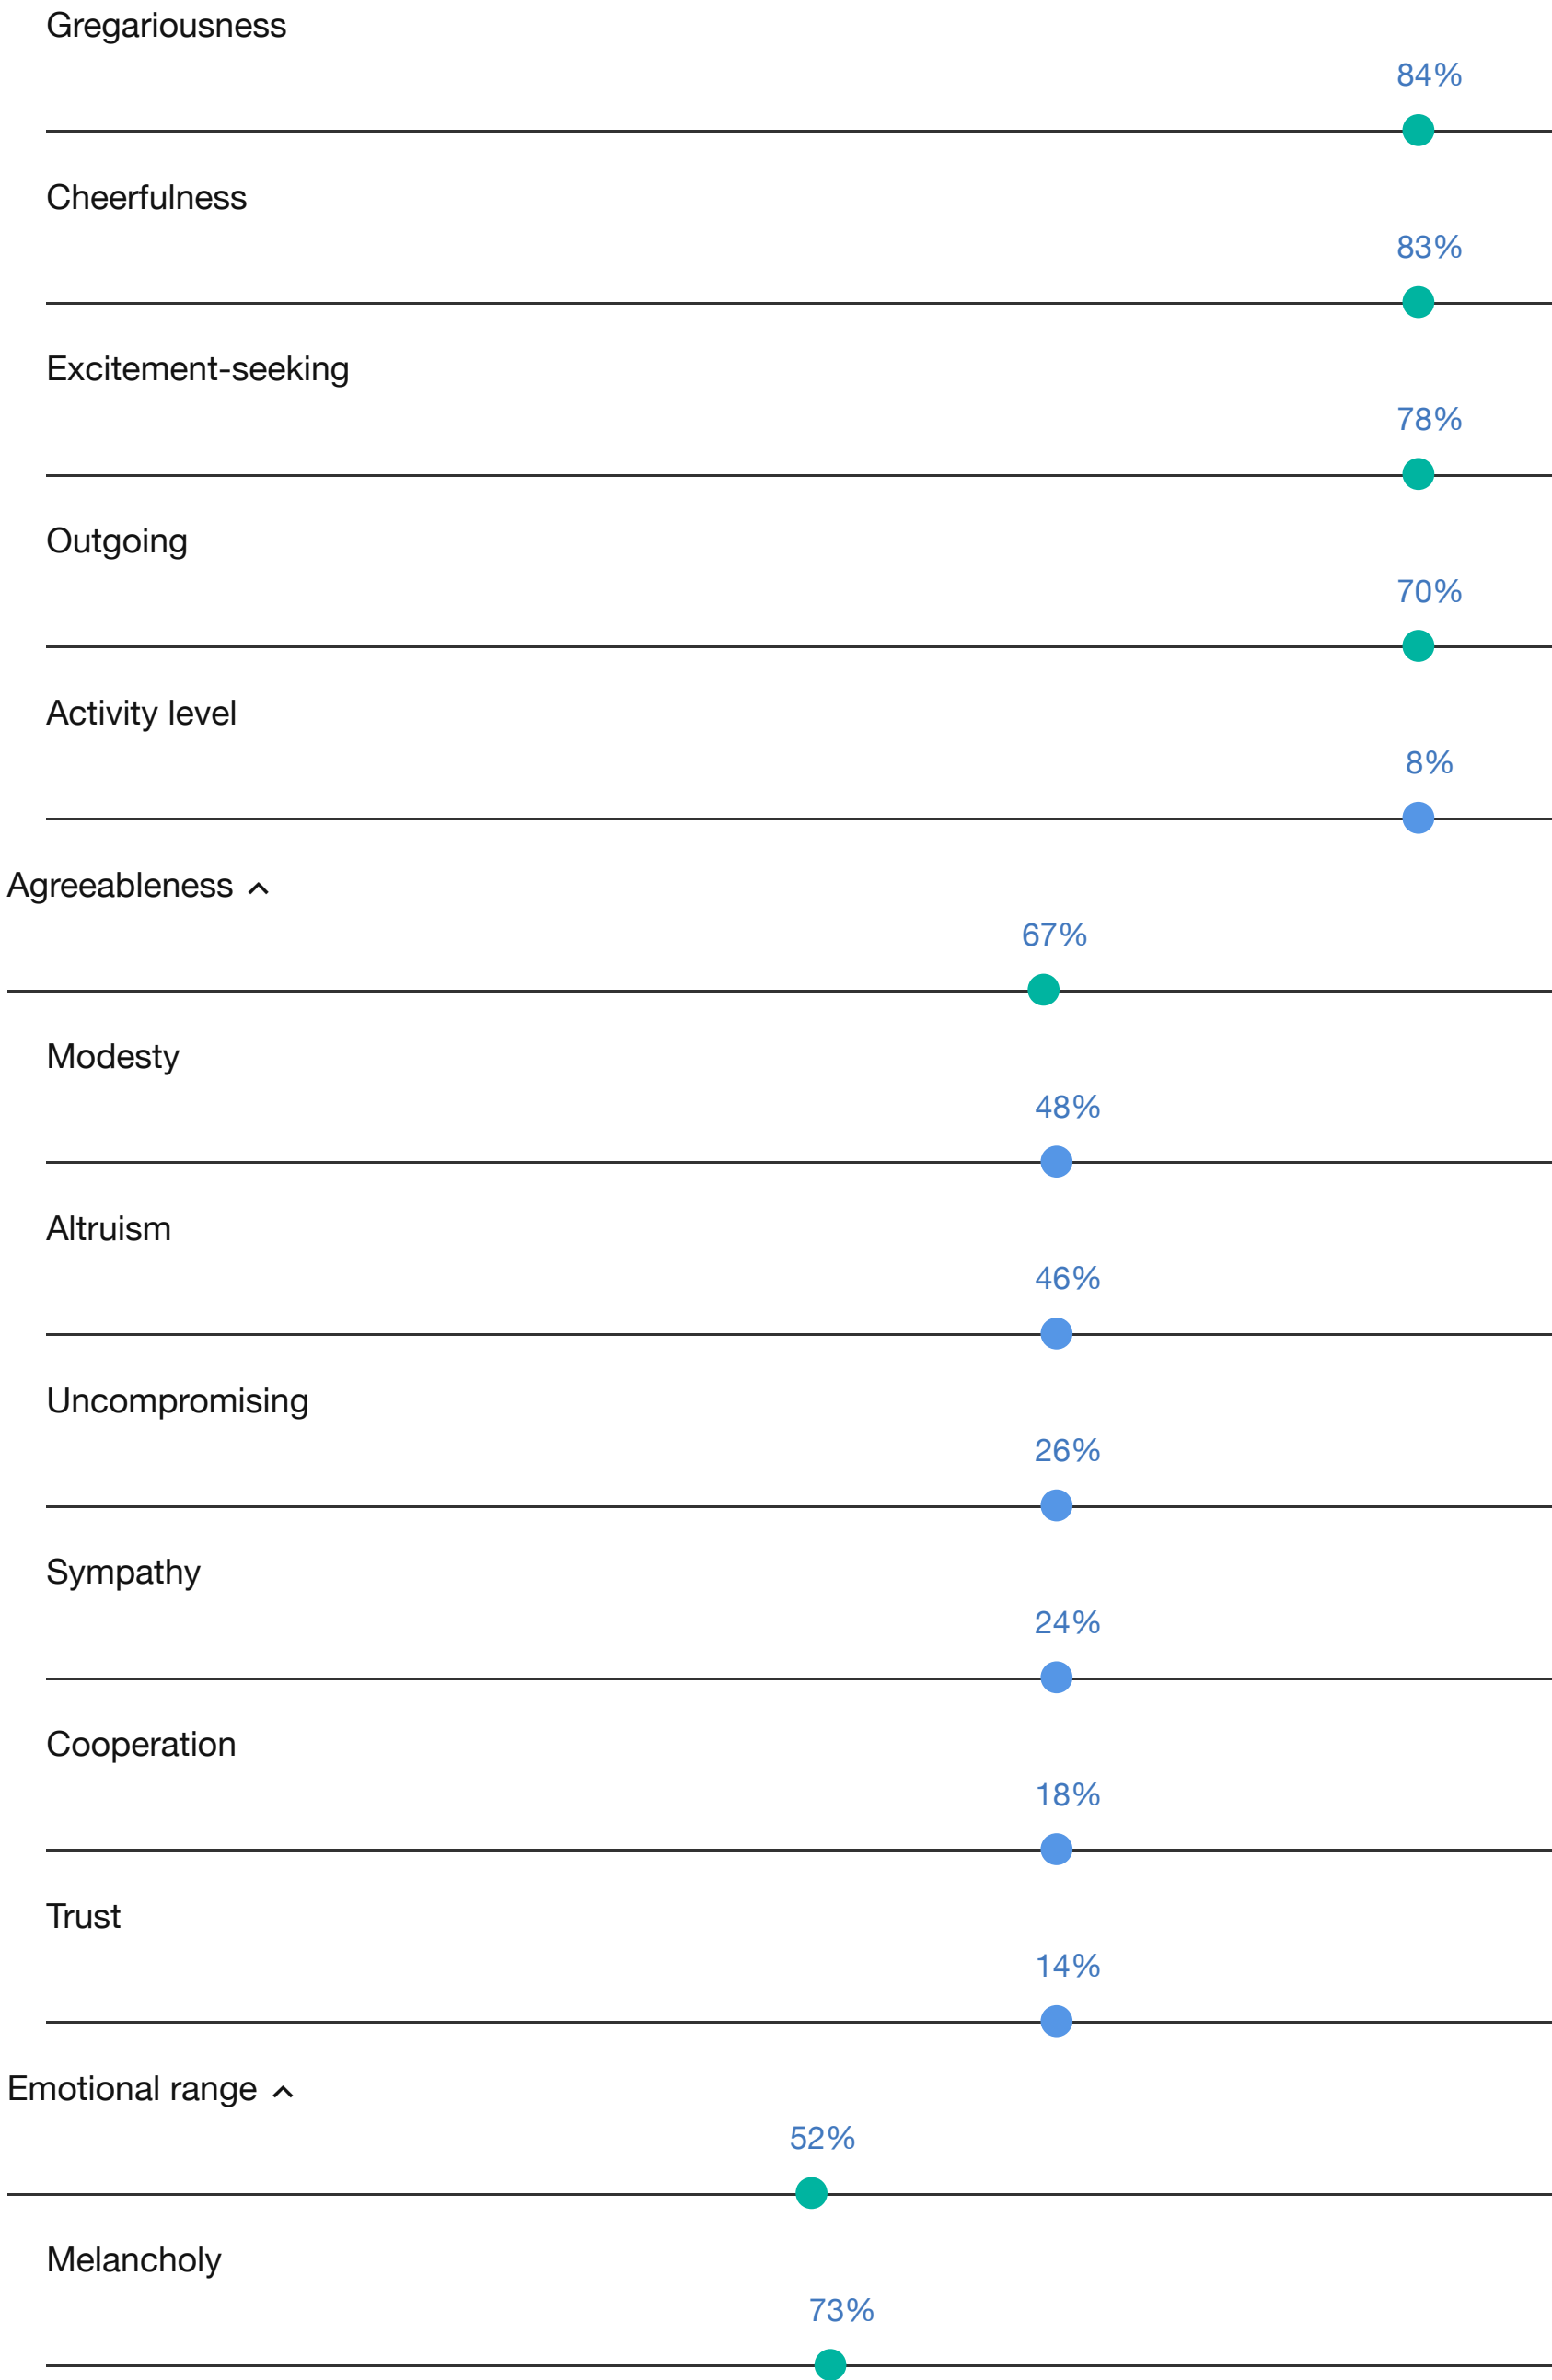 Gregariousness
84%
Cheerfulness
83%
Excitement-seeking
78%
Outgoing
70%
Activity level
8%
Agreeableness
67%
Modesty
48%
Altruism
46%
Uncompromising
26%
Sympathy
24%
Cooperation
18%
Trust
14%
Emotional range
52%
Melancholy
73%